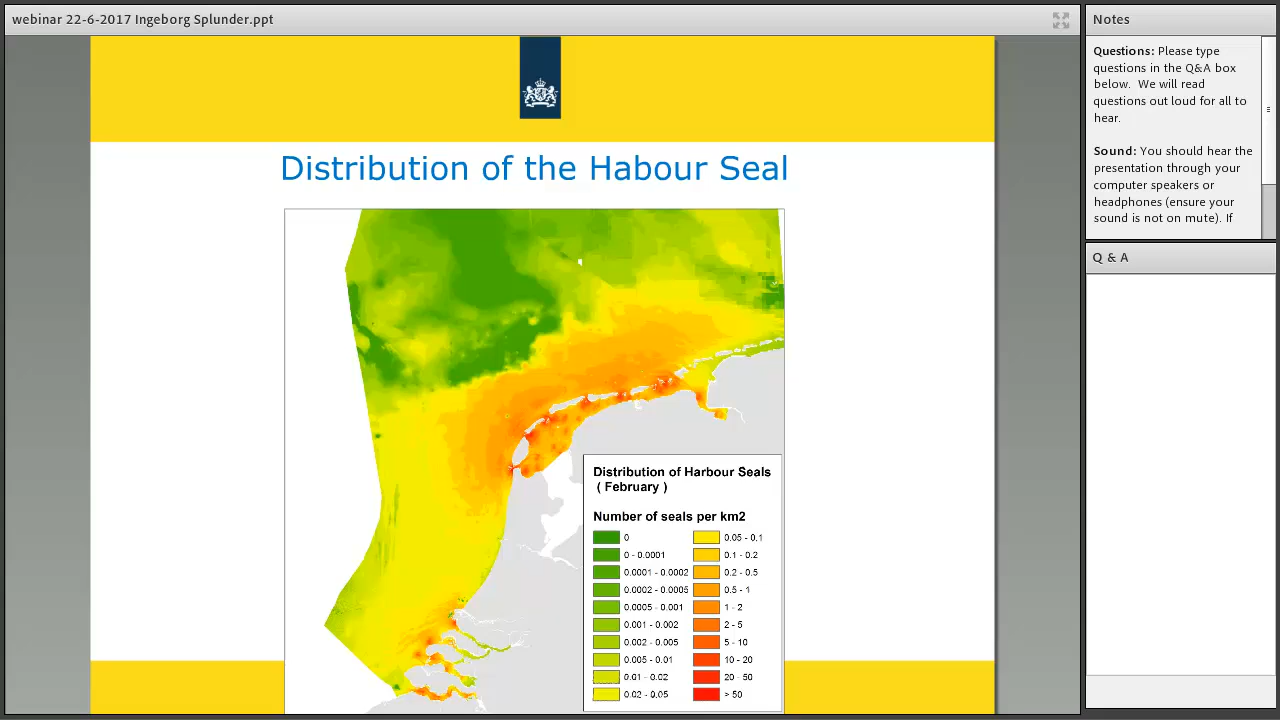 webinar 22-6-2017 Ingeborg Splunder.ppt
Distribution of the Habour Seal
Distribution of Harbour Seals
( February )
Number of seals per km2
0
0 - 0.0001
0.0001 - 0.0002
0.0002 - 0.0005
0.0005 - 0.001
0.001 - 0.002
0.002 - 0.005
0.005 - 0.01
0.01 - 0.02
0.02 - 0.05
0.05 - 0.1
0.1 - 0.2
0.2 - 0.5
0.5 - 1
1 - 2
2 - 5
5 - 10
10 - 20
20 - 50
> 50
Notes
Questions: Please type
questions in the Q&A box
below.  We will read
questions out loud for all to
hear.
Sound: You should hear the
presentation through your
computer speakers or
headphones (ensure your
sound is not on mute). If
Q & A